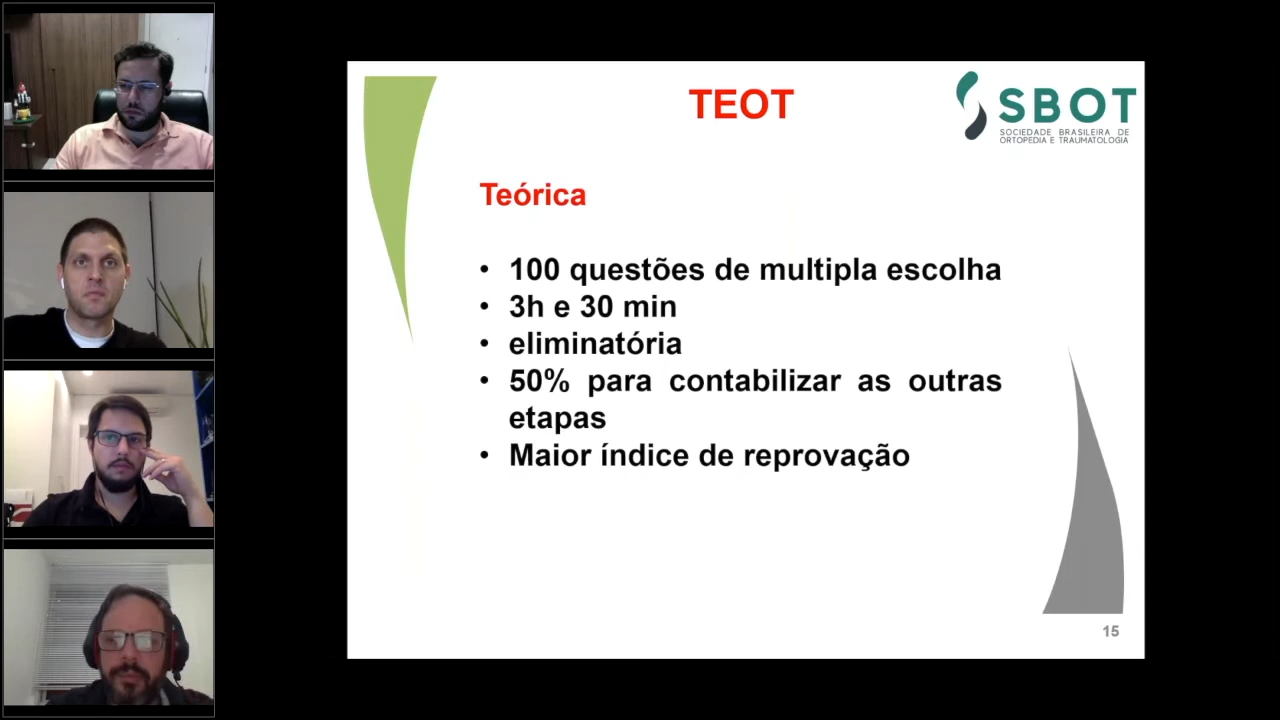 TEOT
SBOT
SOCIEDADE BRASILEIRA DE
ORTOPEDIA E TRAUMATOLOGIA
Teórica
• 100 questões de multipla escolha
• 3h e 30 min
• eliminatória
• 50% para contabilizar as outras
etapas
• Maior índice de reprovação
15